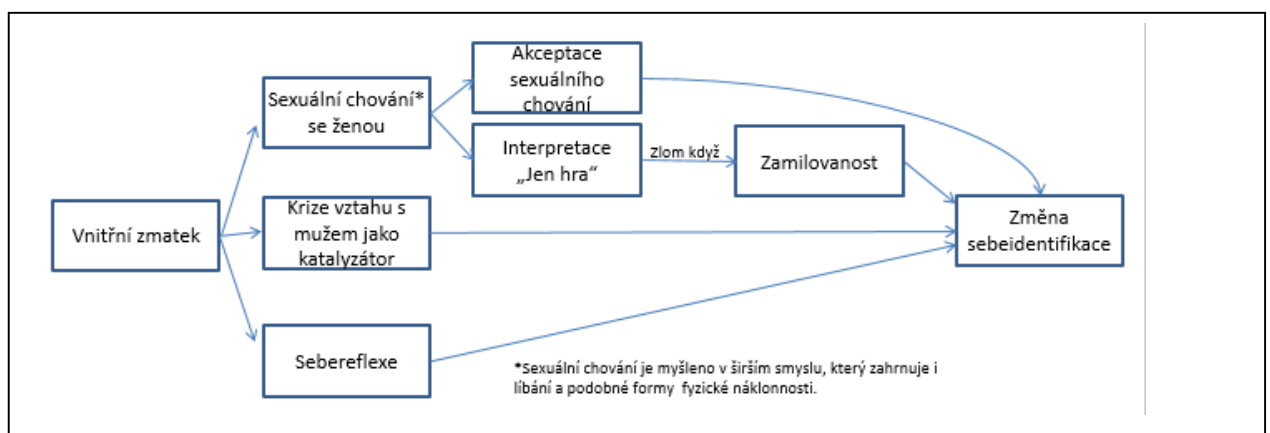 Vnitřní zmatek
Sexuální chování*
se ženou
Akceptace
sexuálního
chování
Interpretace
„Jen hra“
Zlom když
Zamilovanost
Krize vztahu s
mužem jako
katalyzátor
Sebereflexe
Změna
sebeidentifikace
*Sexuální chování je myšleno v širším smyslu, který zahrnuje i
líbání a podobné formy fyzické náklonnosti.